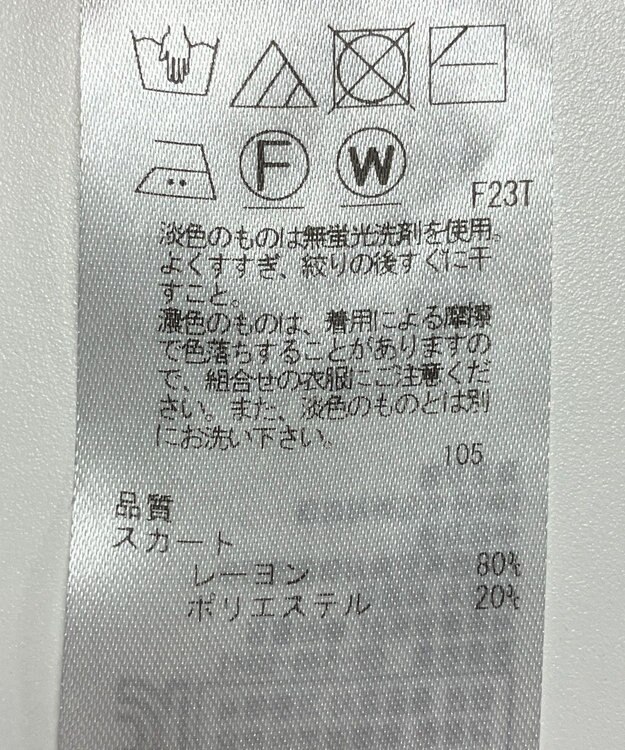 F W
F23T
淡色のものは無蛍光洗剤を使用。
よくすすぎ、絞りの後すぐに干
すこと。
濃色のものは、着用による摩擦
で色落ちすることがありますの
で、組合せの衣服にご注意くだ
さい。また、淡色のものとは別
にお洗い下さい。
105
品質
スカート
レーヨン 80%
ポリエステル 20%